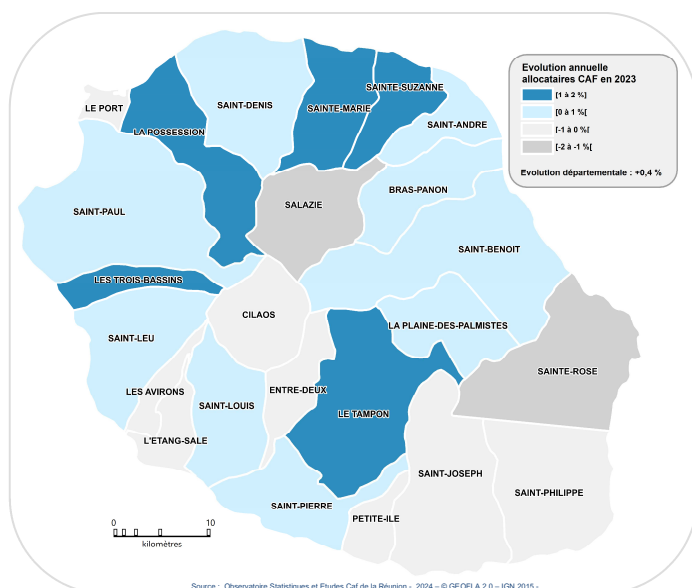 Evolution annuelle
allocataires CAF en 2023
[1 à 2 %]
[0 à 1 %[
[-1 à 0 %[
[-2 à -1 %[
Evolution départementale : +0,4 %
LE PORT
LA POSSESSION
SAINT-DENIS
SAINTE-MARIE
SAINTE-SUZANNE
SAINT-ANDRE
SALAZIE
BRAS-PANON
SAINT-PAUL
SAINT-BENOIT
LES TROIS-BASSINS
CILAOS
LA PLAINE-DES-PALMISTES
SAINT-LEU
SAINTE-ROSE
LES AVIRONS
ENTRE-DEUX
SAINT-LOUIS
LE TAMPON
L'ETANG-SALE
SAINT-JOSEPH
SAINT-PHILIPPE
SAINT-PIERRE
PETITE-ILE
0 10
kilomètres
Source : Observatoire Statistiques et Etudes Caf de la Réunion - 2024 – © GEOFLA 2.0 – IGN 2015 -